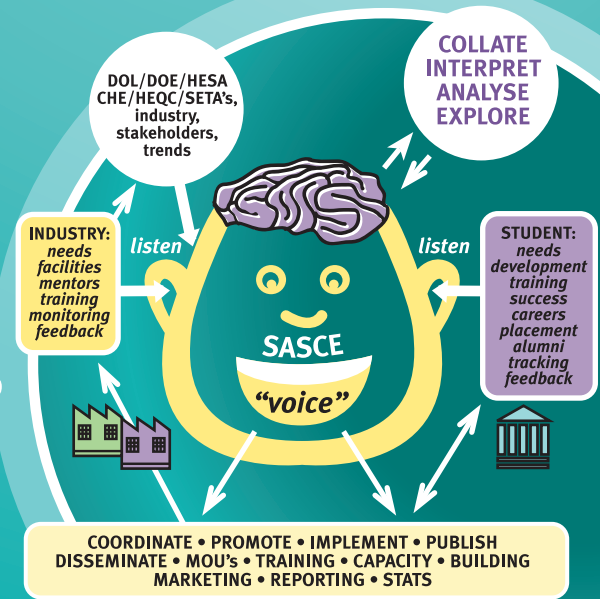 DOL/DOE/HESA
CHE/HEQC/SETA's,
industry,
stakeholders,
trends
COLLATE
INTERPRET
ANALYSE
EXPLORE
INDUSTRY:
needs
facilities
mentors
training
monitoring
feedback
listen
listen
STUDENT:
needs
development
training
success
careers
placement
alumni
tracking
feedback
SASCE
“voice”
COORDINATE • PROMOTE • IMPLEMENT • PUBLISH
DISSEMINATE • MOU's • TRAINING • CAPACITY • BUILDING
MARKETING • REPORTING • STATS